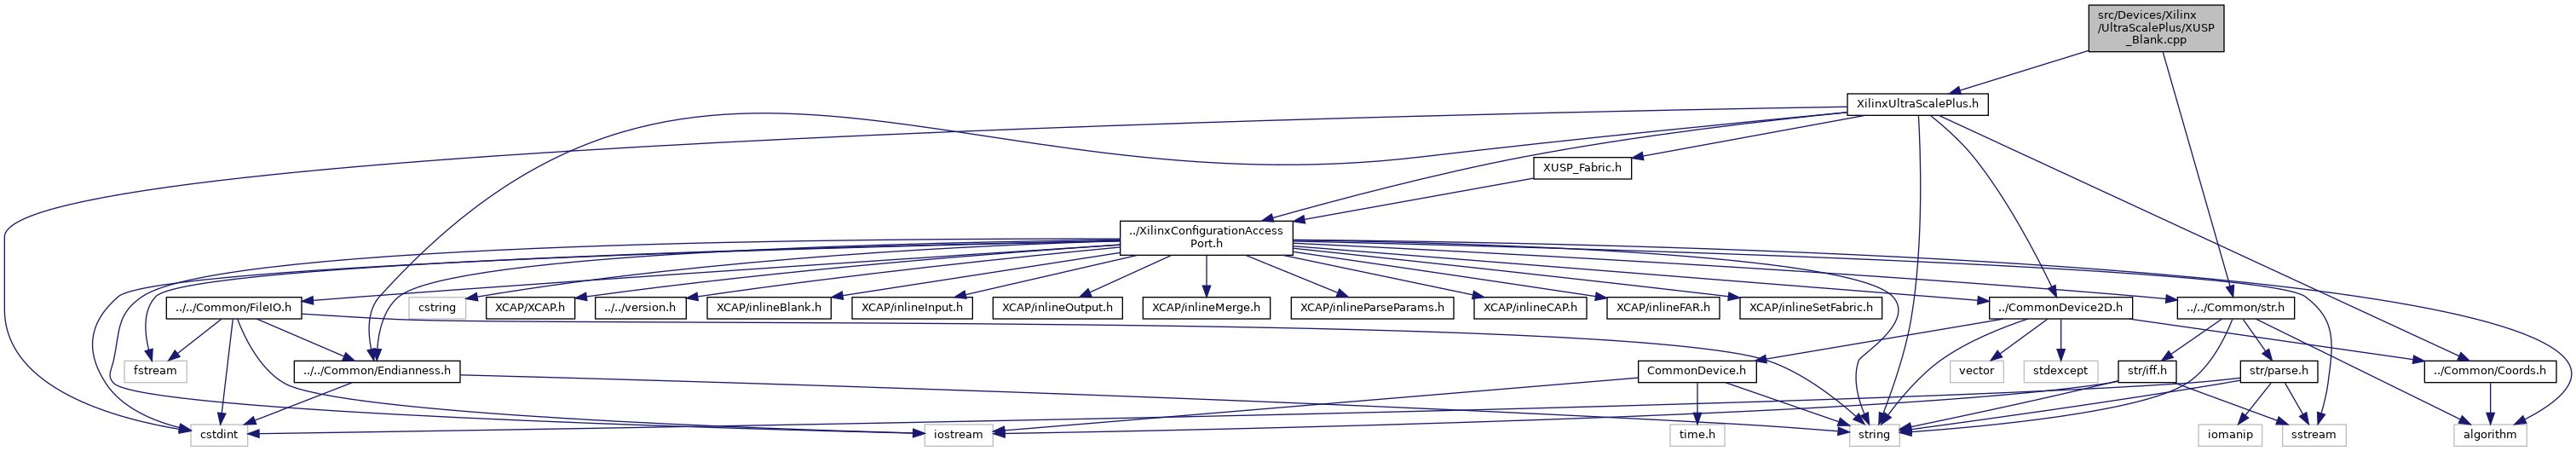 src/Devices/Xilinx
/UltraScalePlus/XUSP
_Blank.cpp
XilinxUltraScalePlus.h
XUSP_Fabric.h
../XilinxConfigurationAccess
Port.h
../../Common/FileIO.h
cstring
XCAP/XCAP.h
../../version.h
XCAP/inlineBlank.h
XCAP/inlineInput.h
XCAP/inlineOutput.h
XCAP/inlineMerge.h
XCAP/inlineParseParams.h
XCAP/inlineCAP.h
XCAP/inlineFAR.h
XCAP/inlineSetFabric.h
../CommonDevice2D.h
../../Common/str.h
fstream
../../Common/Endianness.h
CommonDevice.h
vector
stdexcept
str/iff.h
str/parse.h
../Common/Coords.h
cstdint
iostream
time.h
string
iomanip
sstream
algorithm